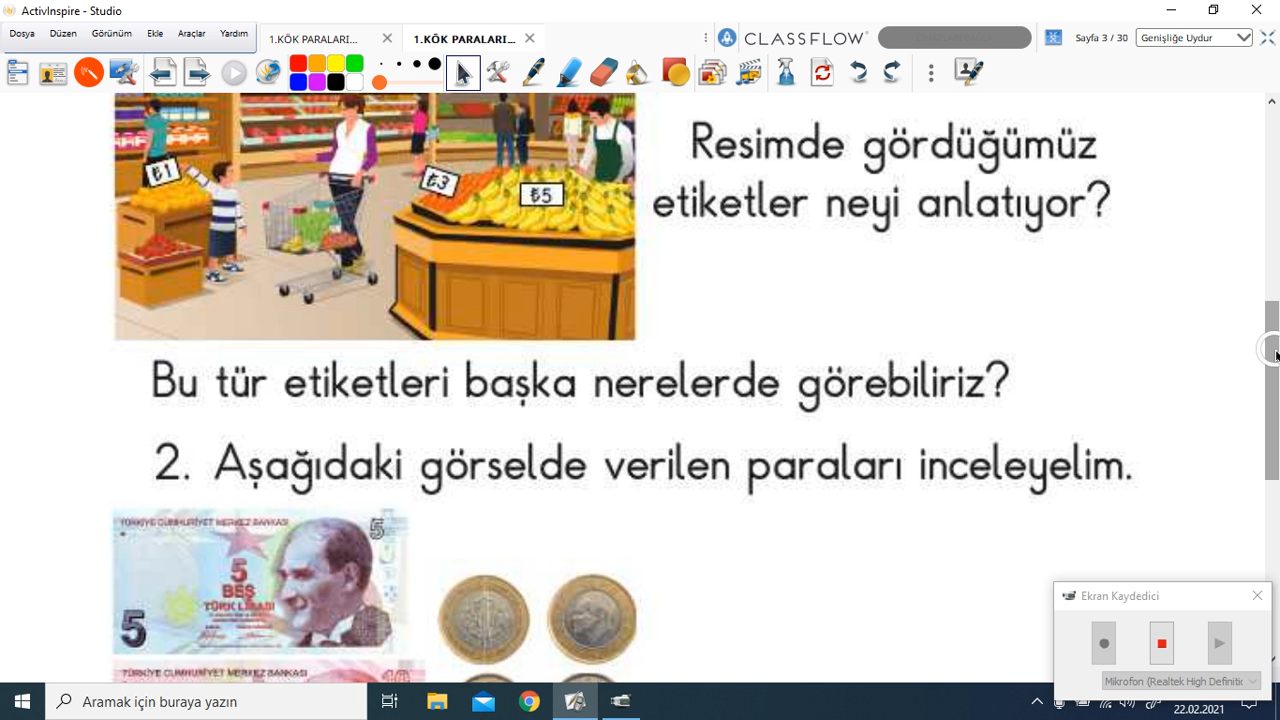 ActivInspire - Studio
Dosya Düzen Görünüm Ekle Araçlar Yardım
1.KÖK PARALARI...
1.KÖK PARALARI...
CLASSFLOW
Sayfa 3 / 30
Genişliğe Uydur
₺1
₺3
₺5
Resimde gördüğümüz
etiketler neyi anlatıyor?
Bu tür etiketleri başka nerelerde görebiliriz?
2. Aşağıdaki görselde verilen paraları inceleyelim.
TÜRKİYE CUMHURİYET MERKEZ BANKASI
5
5
BEŞ
TÜRK LİRASI
5
TÜRKİYE CUMHURİYET MERKEZ BANKASI
10
Ekran Kaydedici
Mikrofon (Realtek High Definitic
Aramak için buraya yazın
22.02.2021